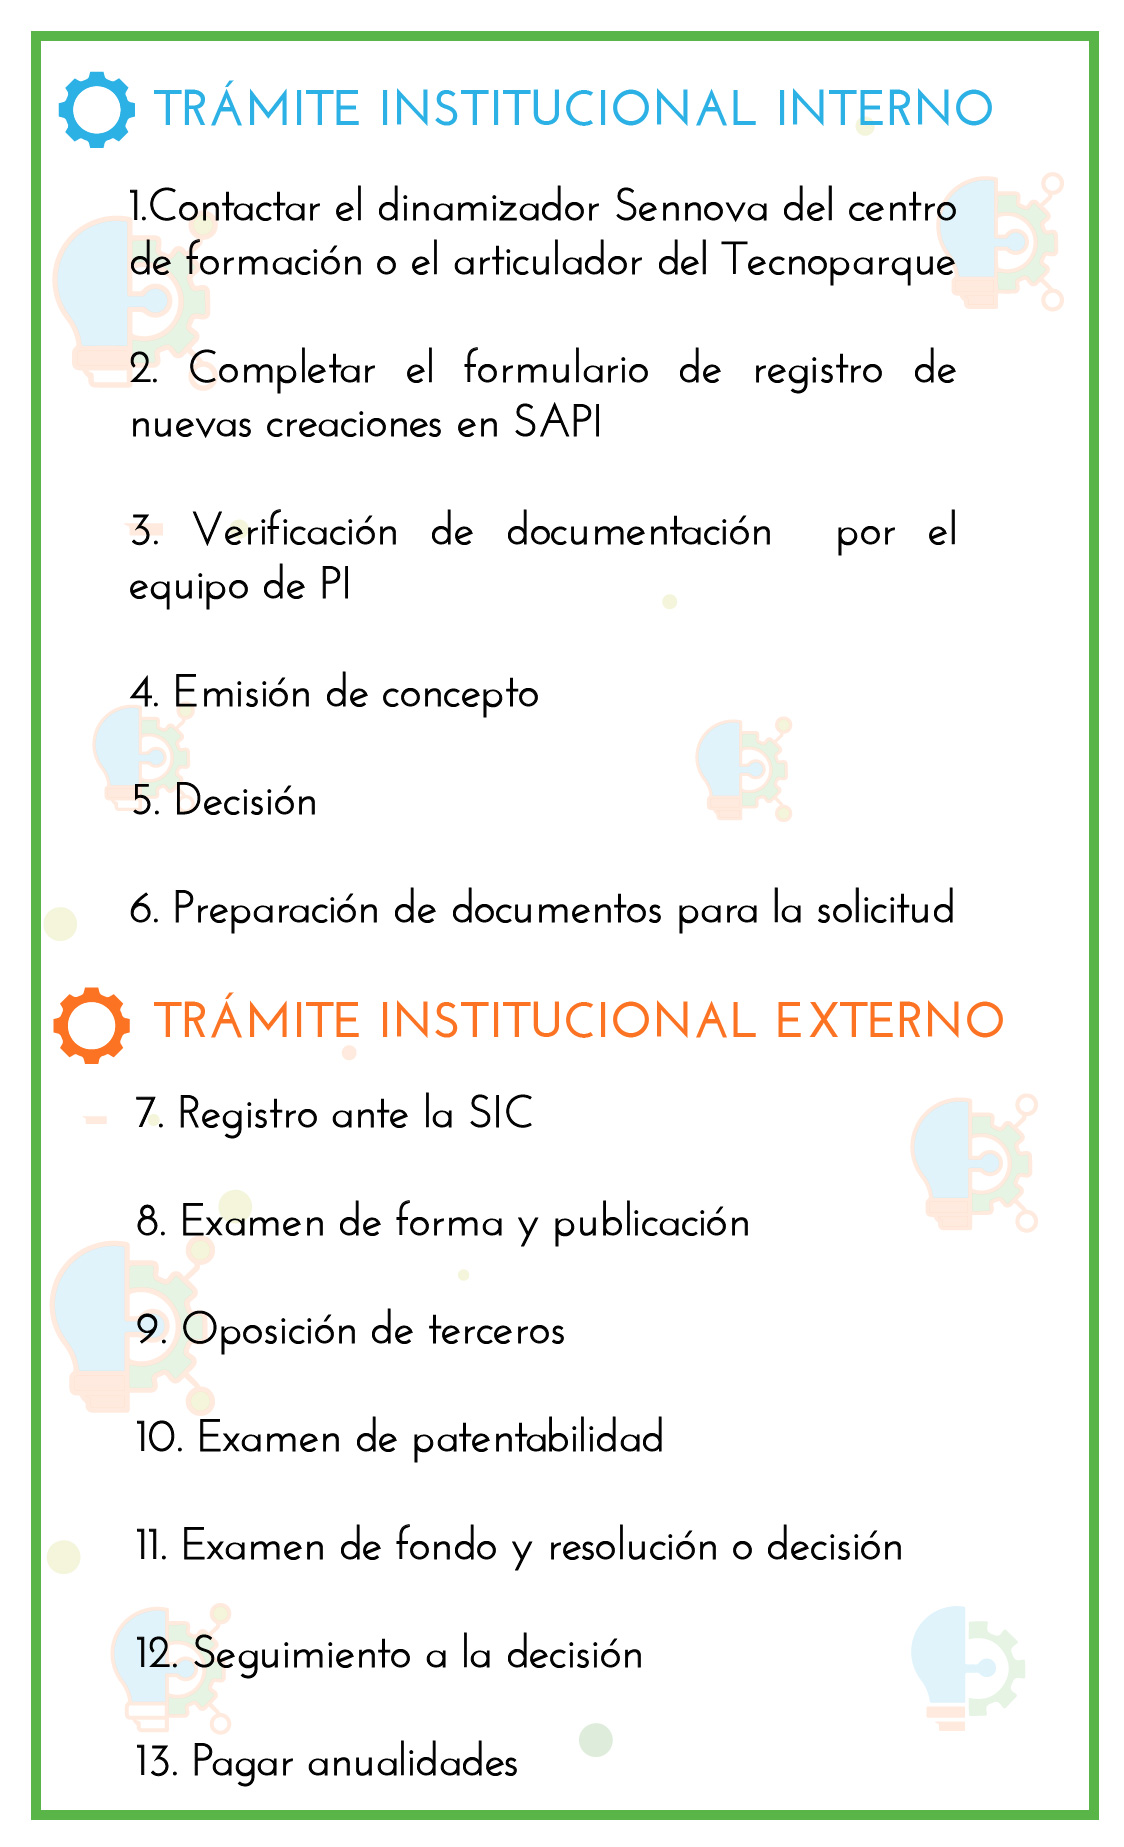 TRÁMITE INSTITUCIONAL INTERNO
1.Contactar el dinamizador Sennova del centro
de formación o el articulador del Tecnoparque
2. Completar el formulario de registro de
nuevas creaciones en SAPI
3. Verificación de documentación por el
equipo de PI
4. Emisión de concepto
5. Decisión
6. Preparación de documentos para la solicitud
TRÁMITE INSTITUCIONAL EXTERNO
7. Registro ante la SIC
8. Examen de forma y publicación
9. Oposición de terceros
10. Examen de patentabilidad
11. Examen de fondo y resolución o decisión
12. Seguimiento a la decisión
13. Pagar anualidades